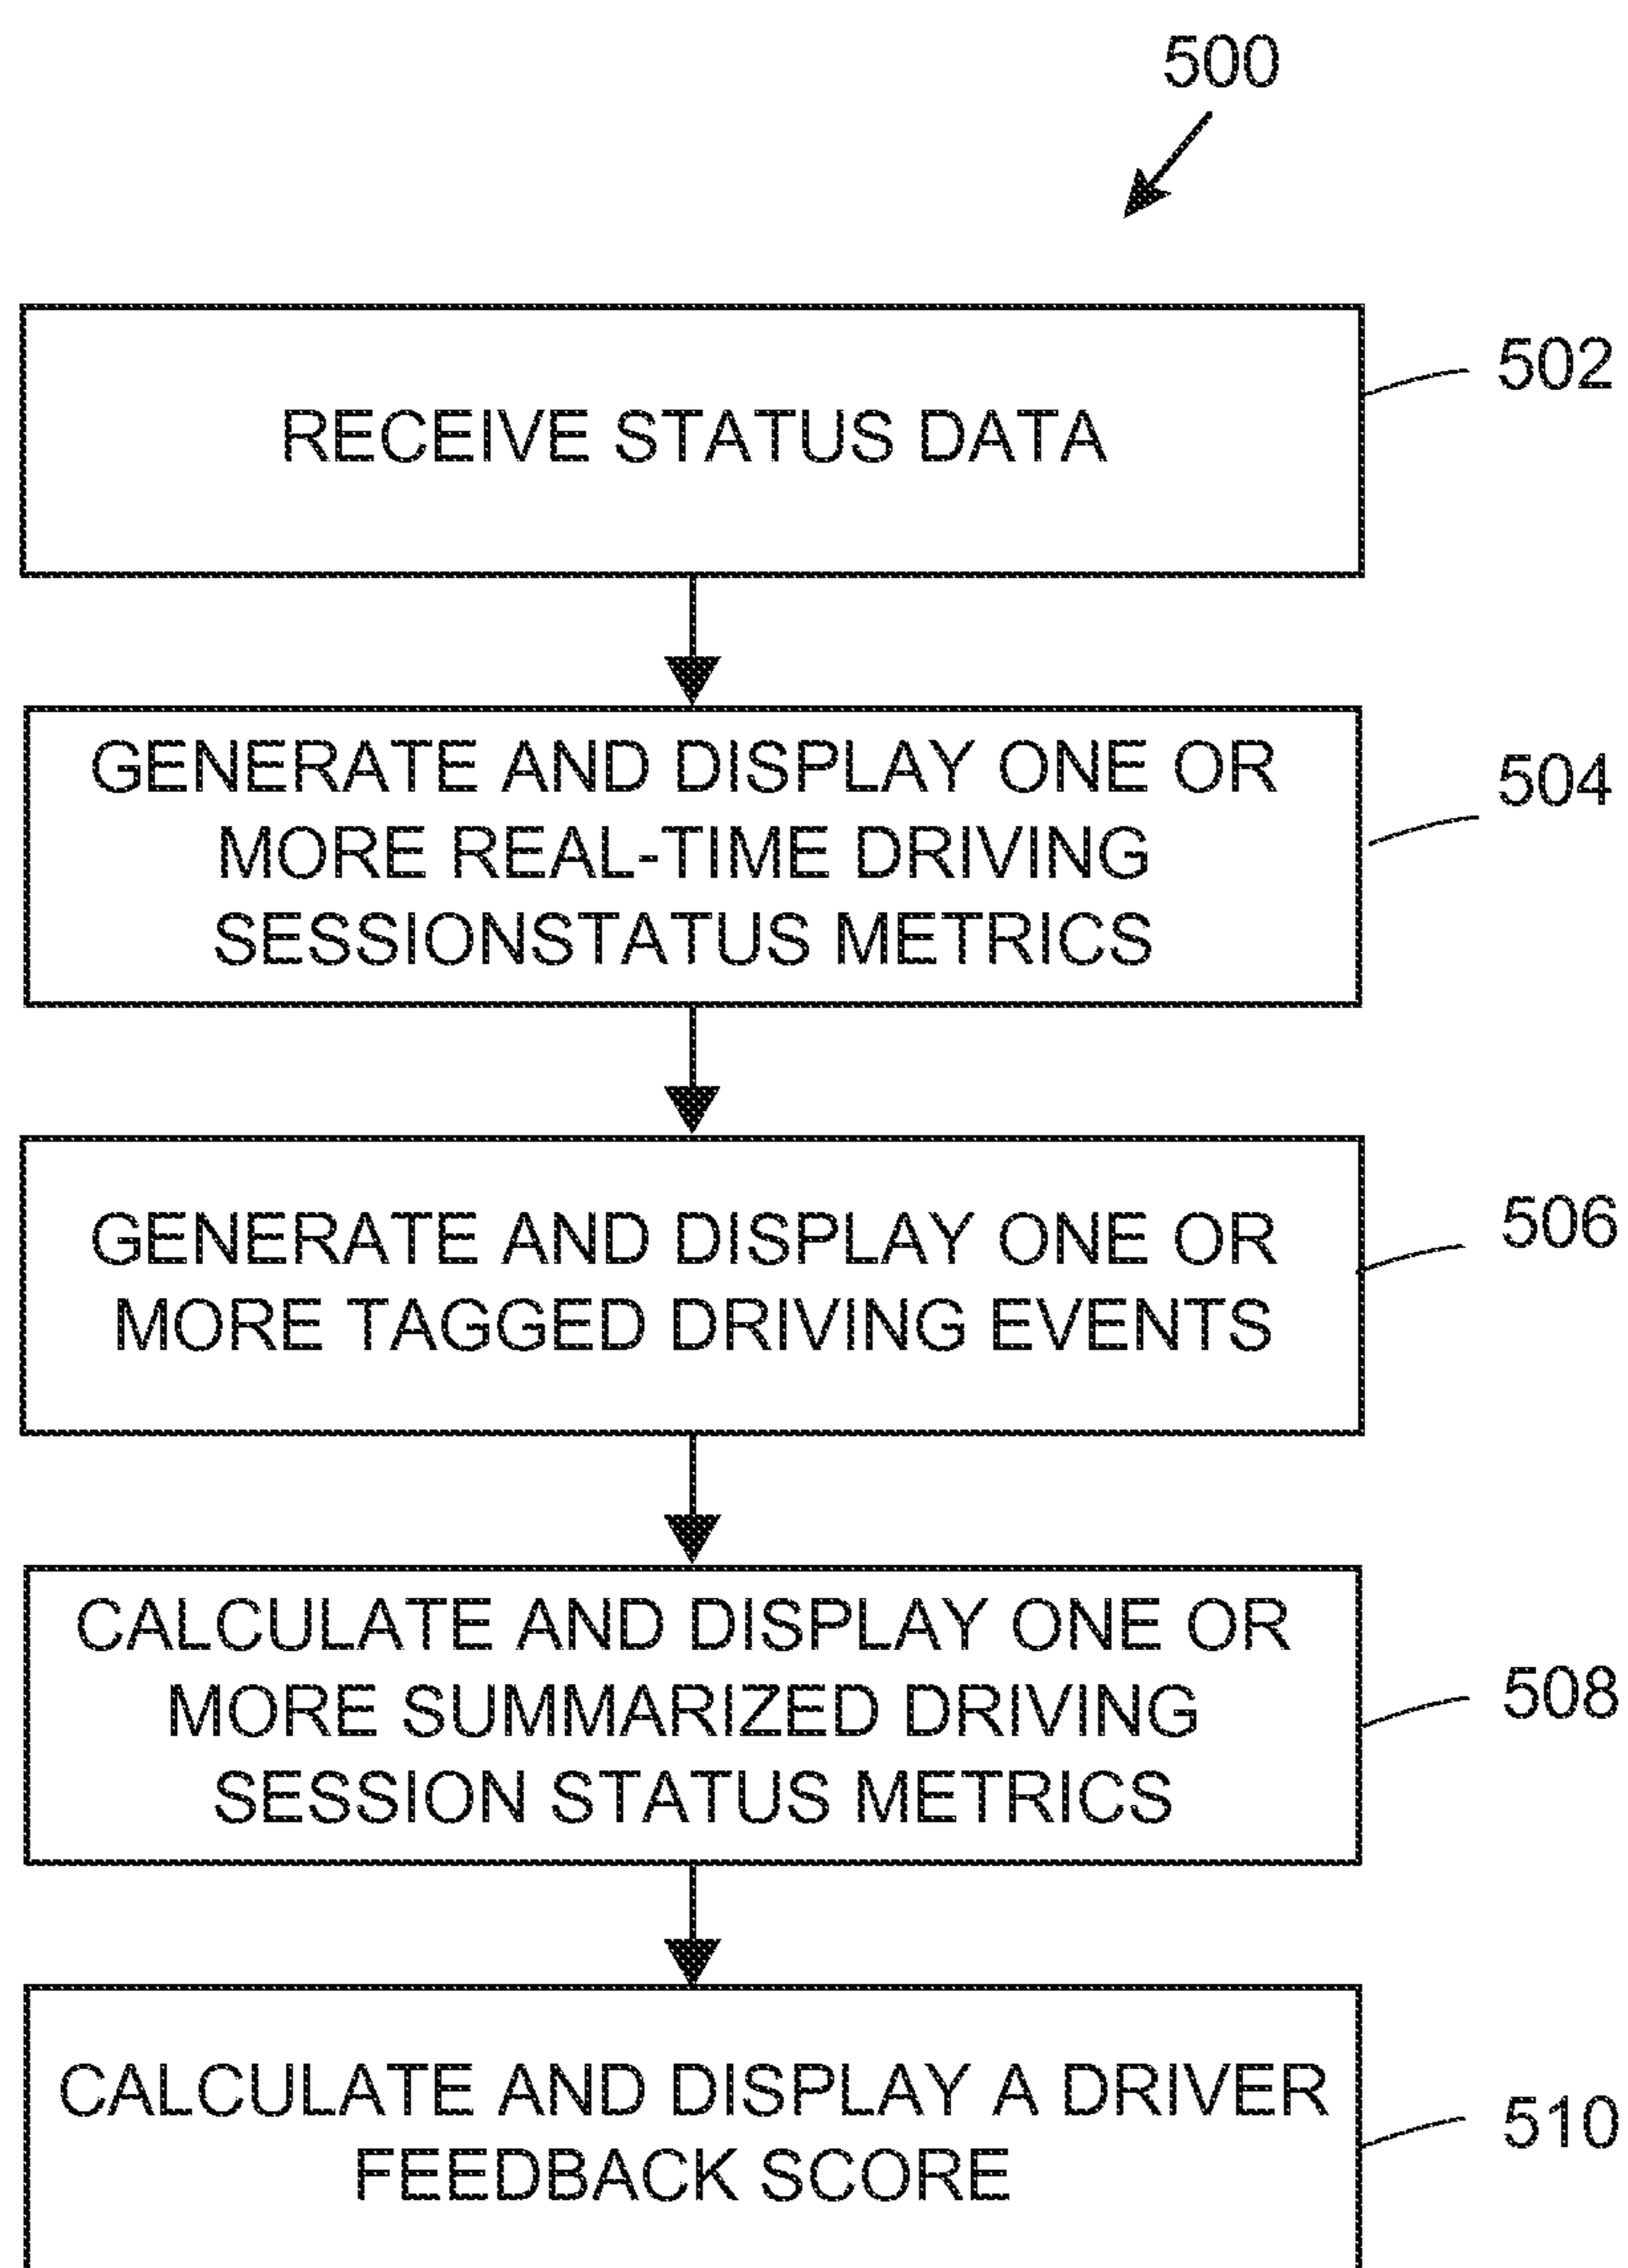 500
RECEIVE STATUS DATA
502
GENERATE AND DISPLAY ONE OR
MORE REAL-TIME DRIVING
SESSIONSTATUS METRICS
504
GENERATE AND DISPLAY ONE OR
MORE TAGGED DRIVING EVENTS
506
CALCULATE AND DISPLAY ONE OR
MORE SUMMARIZED DRIVING
SESSION STATUS METRICS
508
CALCULATE AND DISPLAY A DRIVER
FEEDBACK SCORE
510